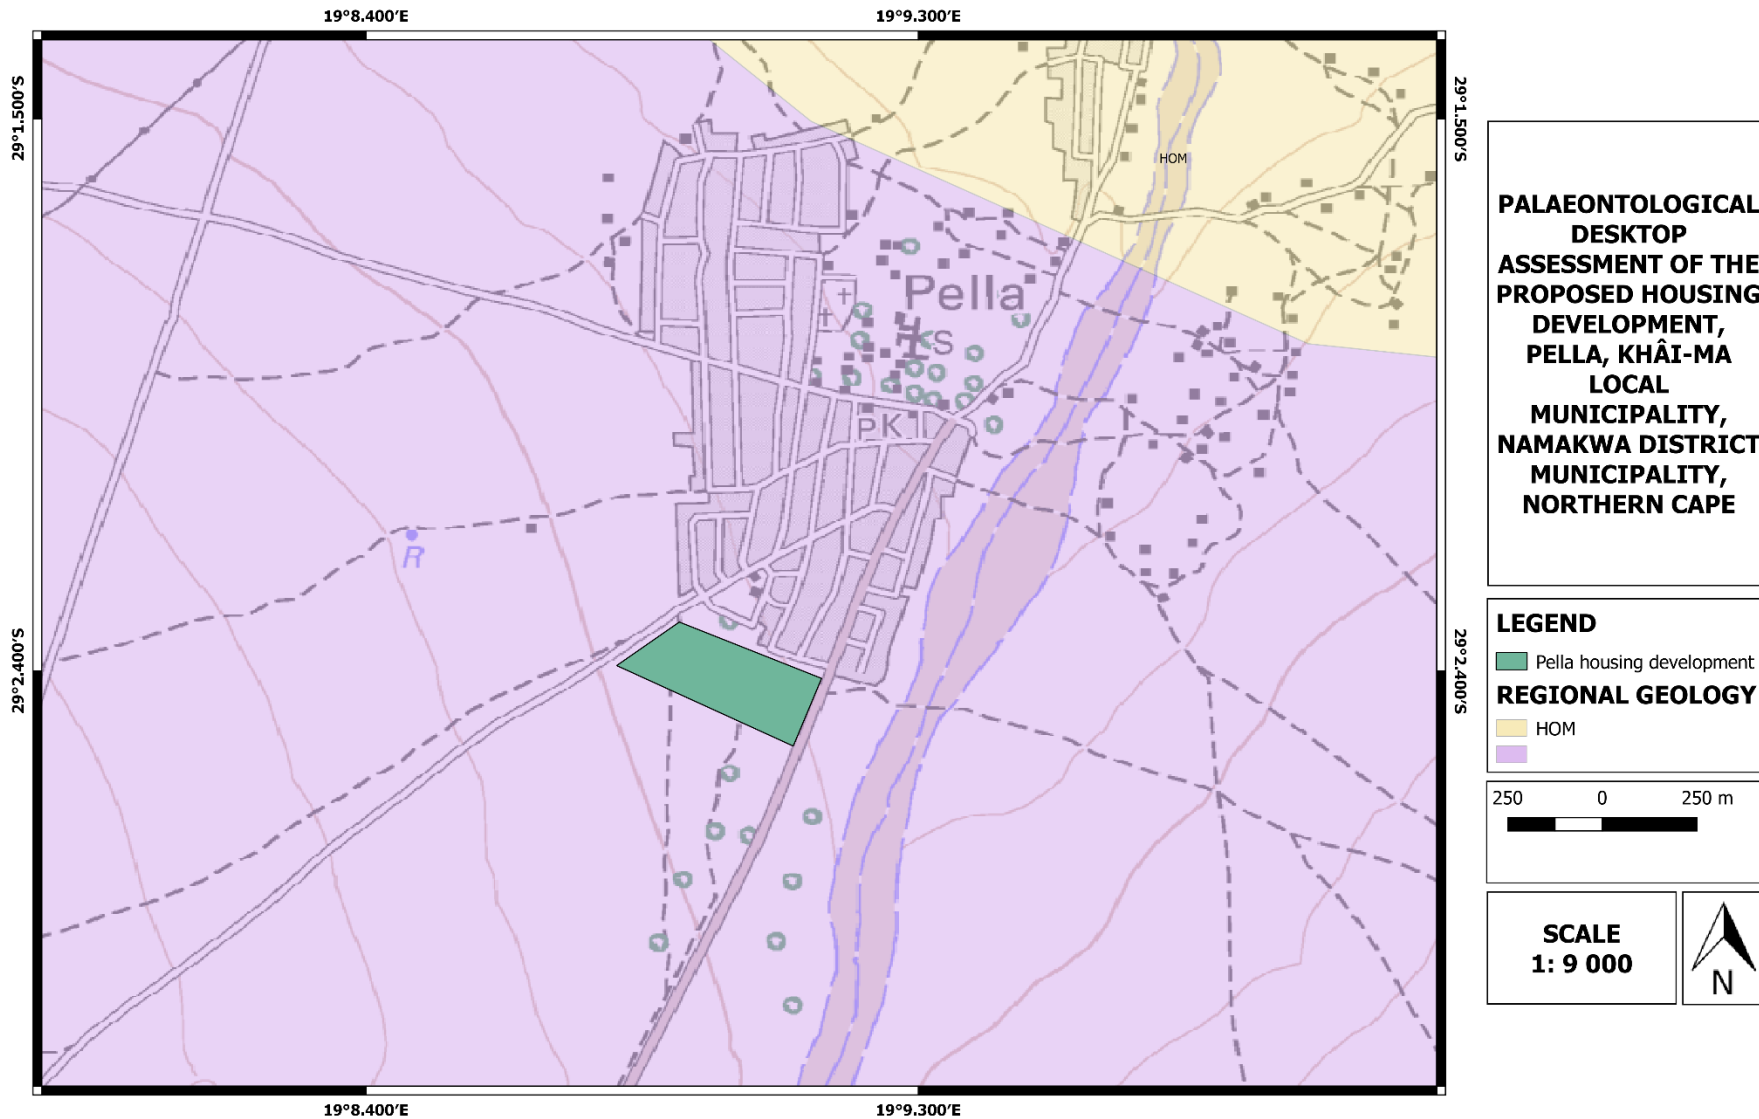 19°8.400'E
19°9.300'E
29°1.500'S
29°1.500'S
HOM
Pella
S
PK
R
29°2.400'S
29°2.400'S
19°8.400'E
19°9.300'E
PALAEONTOLOGICAL
DESKTOP
ASSESSMENT OF THE
PROPOSED HOUSING
DEVELOPMENT,
PELLA, KHÂI-MA
LOCAL
MUNICIPALITY,
NAMAKWA DISTRICT
MUNICIPALITY,
NORTHERN CAPE
LEGEND
Pella housing development
REGIONAL GEOLOGY
HOM
250 0 250 m
SCALE
1: 9 000
N